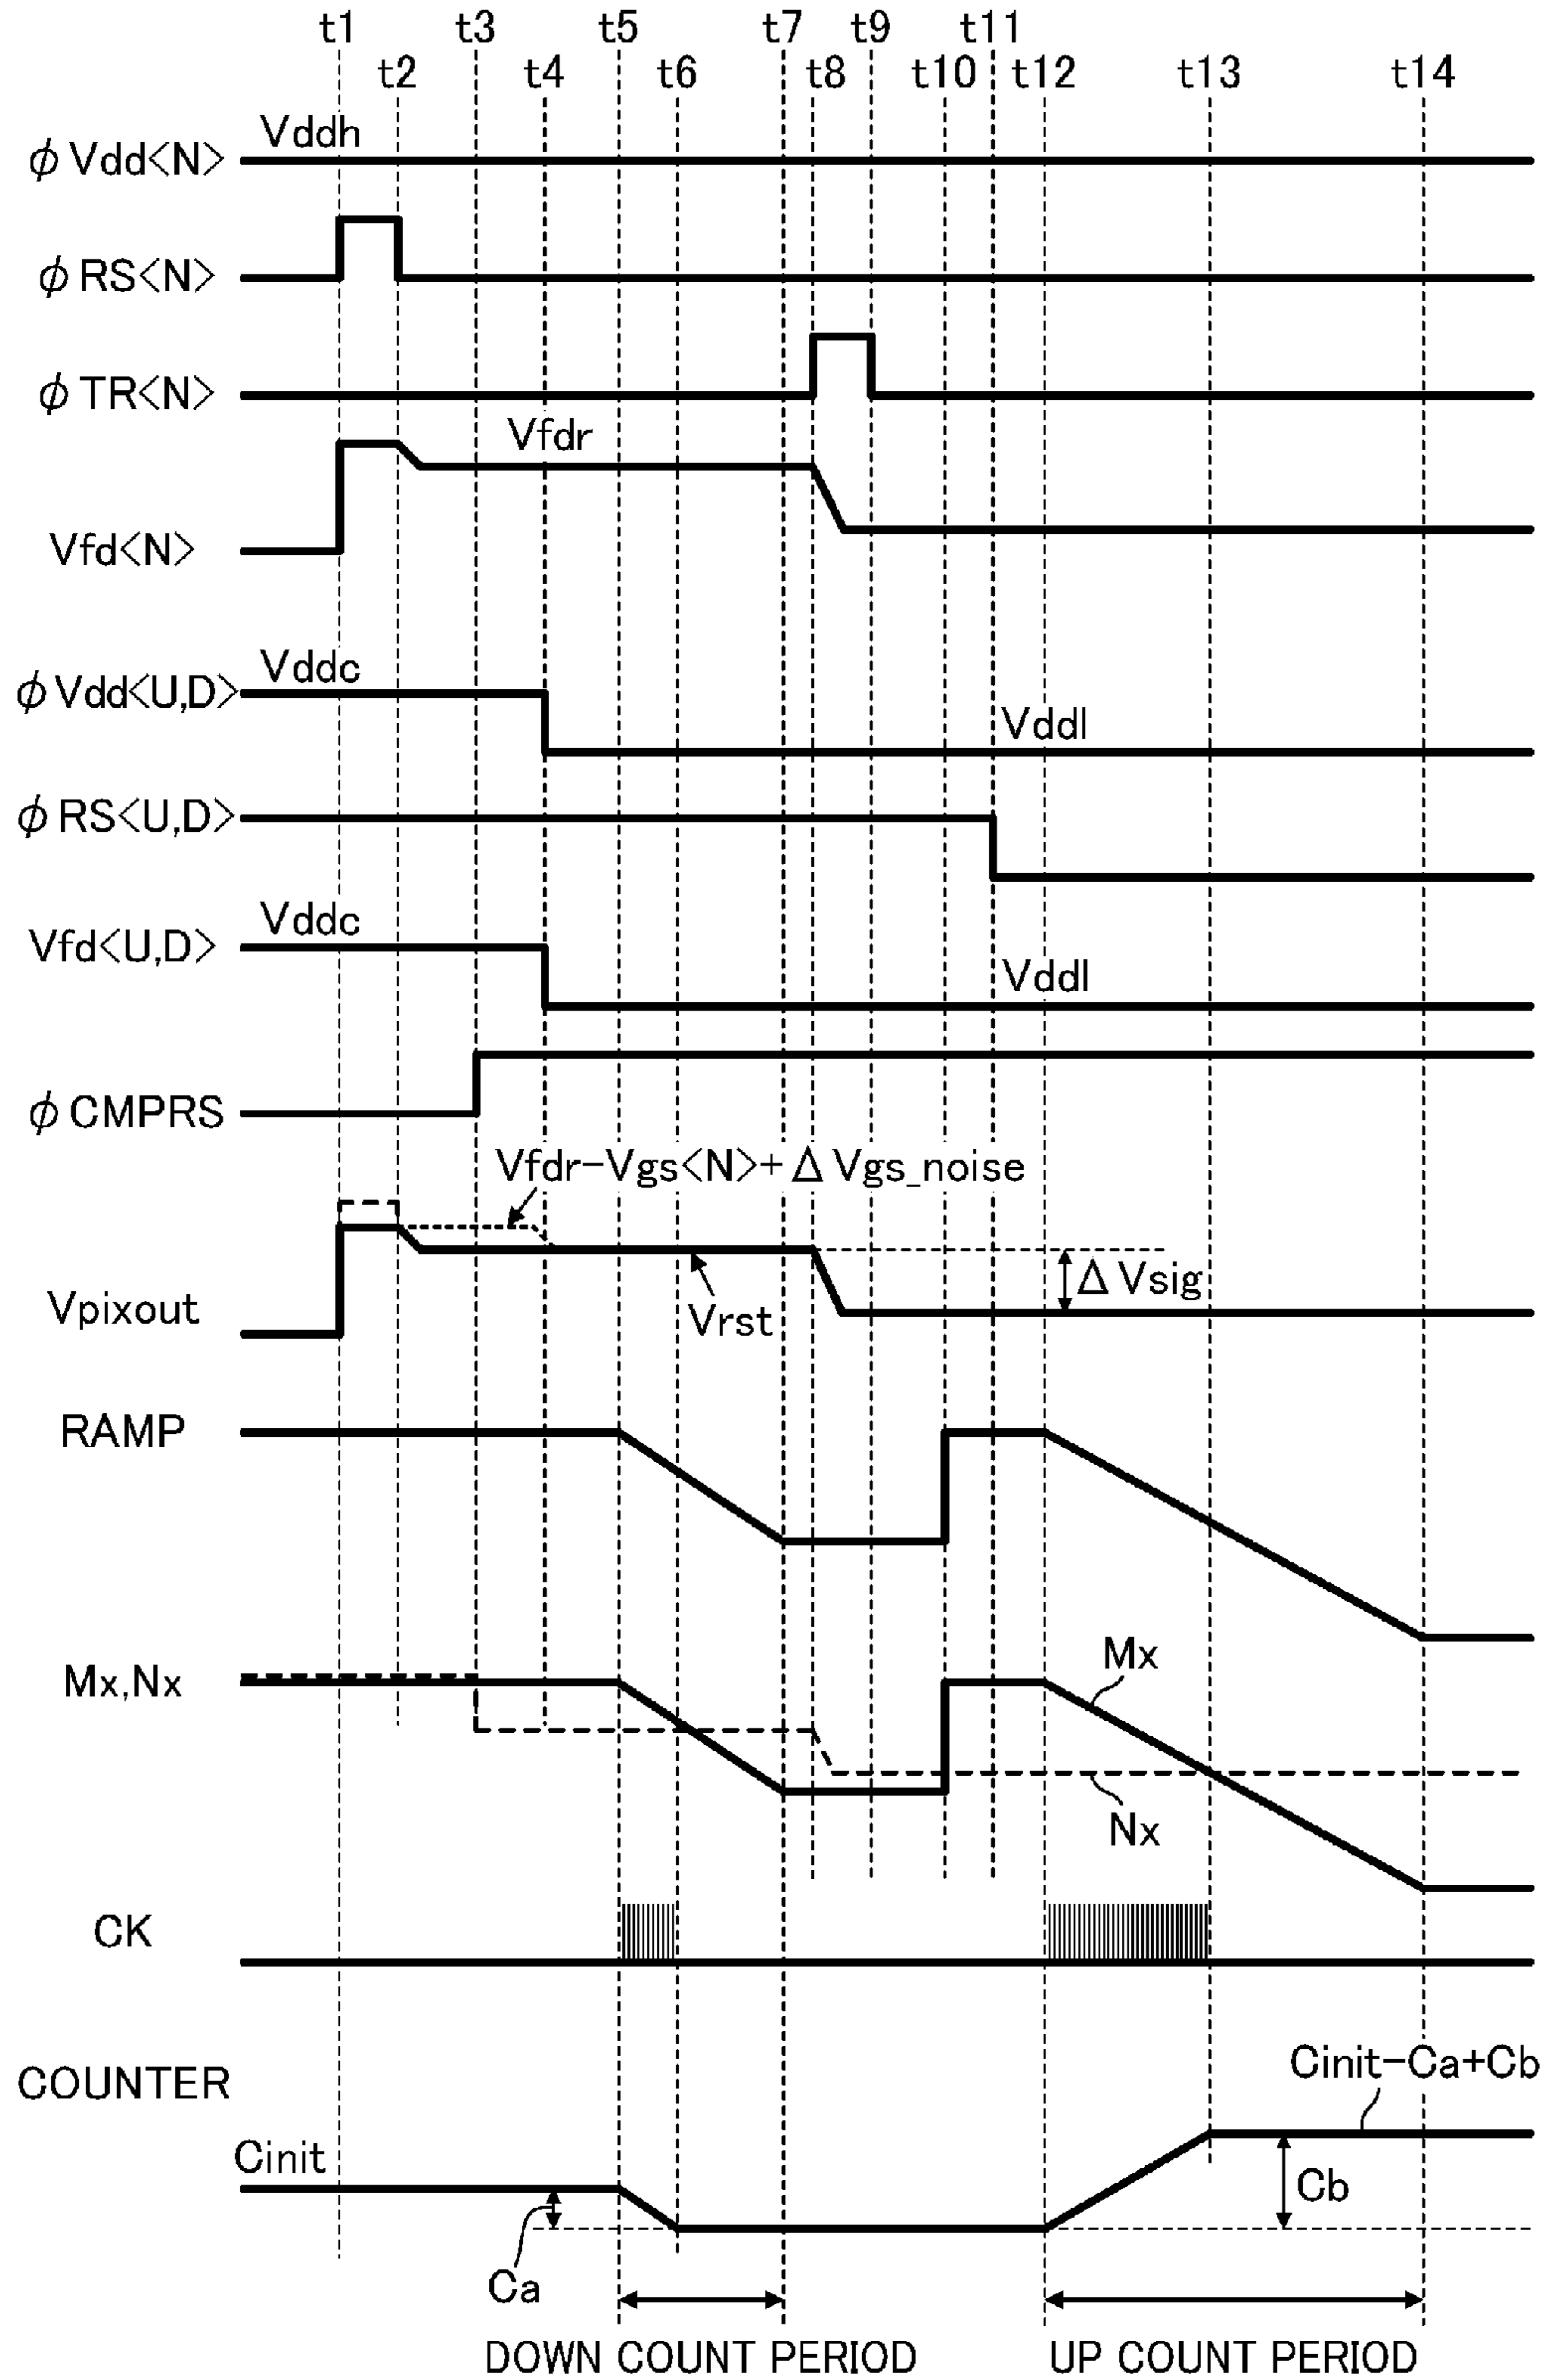 t1 t3 t5 t7 t9 t11
t2 t4 t6 t8 t10 t12 t13 t14
Vddh
φVdd<N>
φRS<N>
φTR<N>
Vfdr
Vfd<N>
Vddc
φVdd<U,D>
Vddl
φRS<U,D>
Vddc
Vfd<U,D>
Vddl
φCMPRS
Vfdr-Vgs<N>+ΔVgs_noise
ΔVsig
Vpixout
Vrst
RAMP
Mx
Mx,Nx
Nx
CK
Cinit-Ca+Cb
COUNTER
Cinit
Cb
Ca
DOWN COUNT PERIOD UP COUNT PERIOD